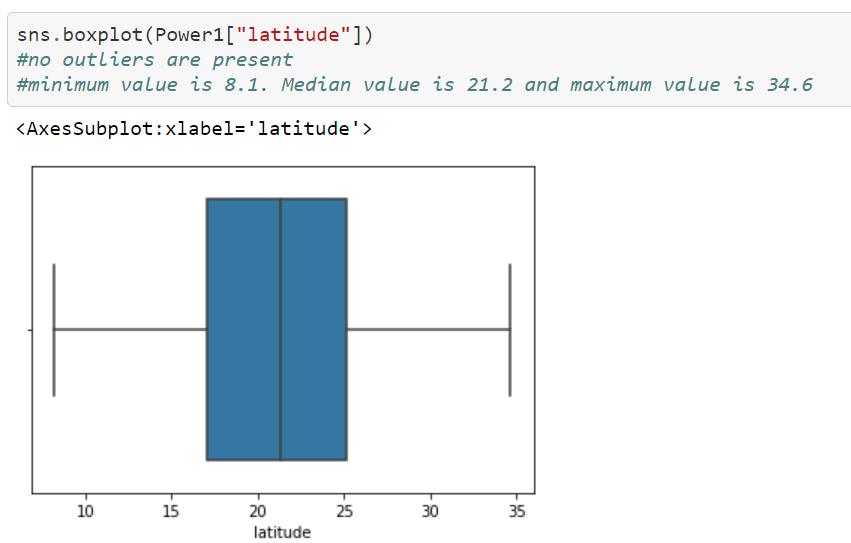 sns.boxplot(Power1["latitude"])
#no outliers are present
#minimum value is 8.1. Median value is 21.2 and maximum value is 34.6
<AxesSubplot:xlabel='latitude'>
10 15 20 25 30 35
latitude